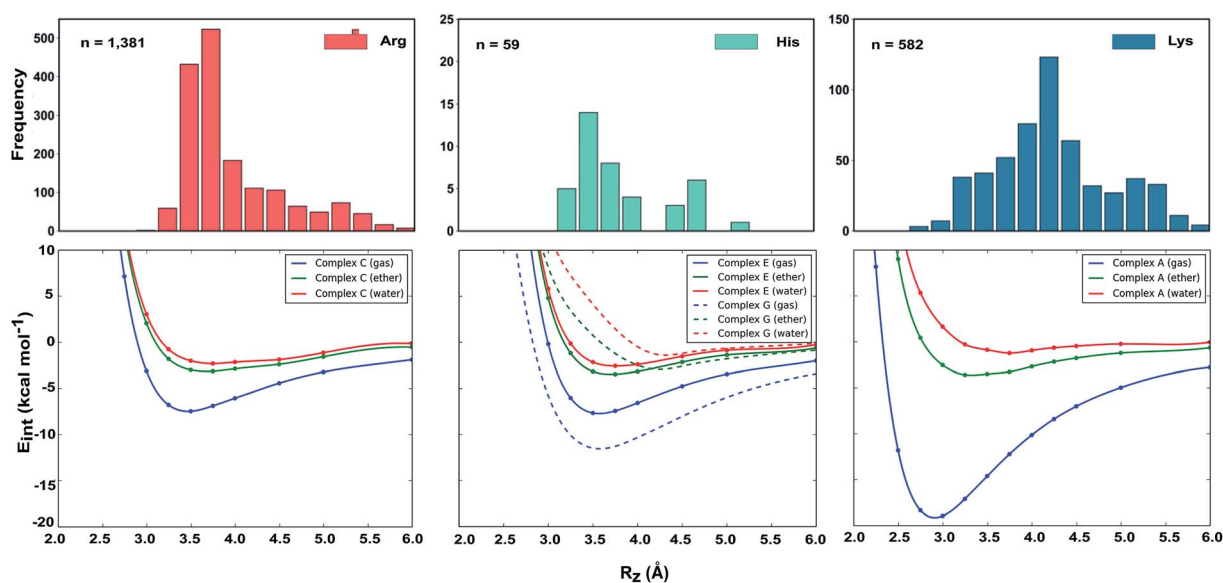 n = 1,381
Arg
500
400
300
200
100
0
Frequency
n = 59
His
25
20
15
10
5
0
n = 582
Lys
150
100
50
0
10
5
0
-5
-10
-15
-20
Eint (kcal mol-1)
Complex C (gas)
Complex C (ether)
Complex C (water)
2.0 2.5 3.0 3.5 4.0 4.5 5.0 5.5 6.0
Complex E (gas)
Complex E (ether)
Complex E (water)
Complex G (gas)
Complex G (ether)
Complex G (water)
2.0 2.5 3.0 3.5 4.0 4.5 5.0 5.5 6.0
Complex A (gas)
Complex A (ether)
Complex A (water)
2.0 2.5 3.0 3.5 4.0 4.5 5.0 5.5 6.0
Rz (Å)